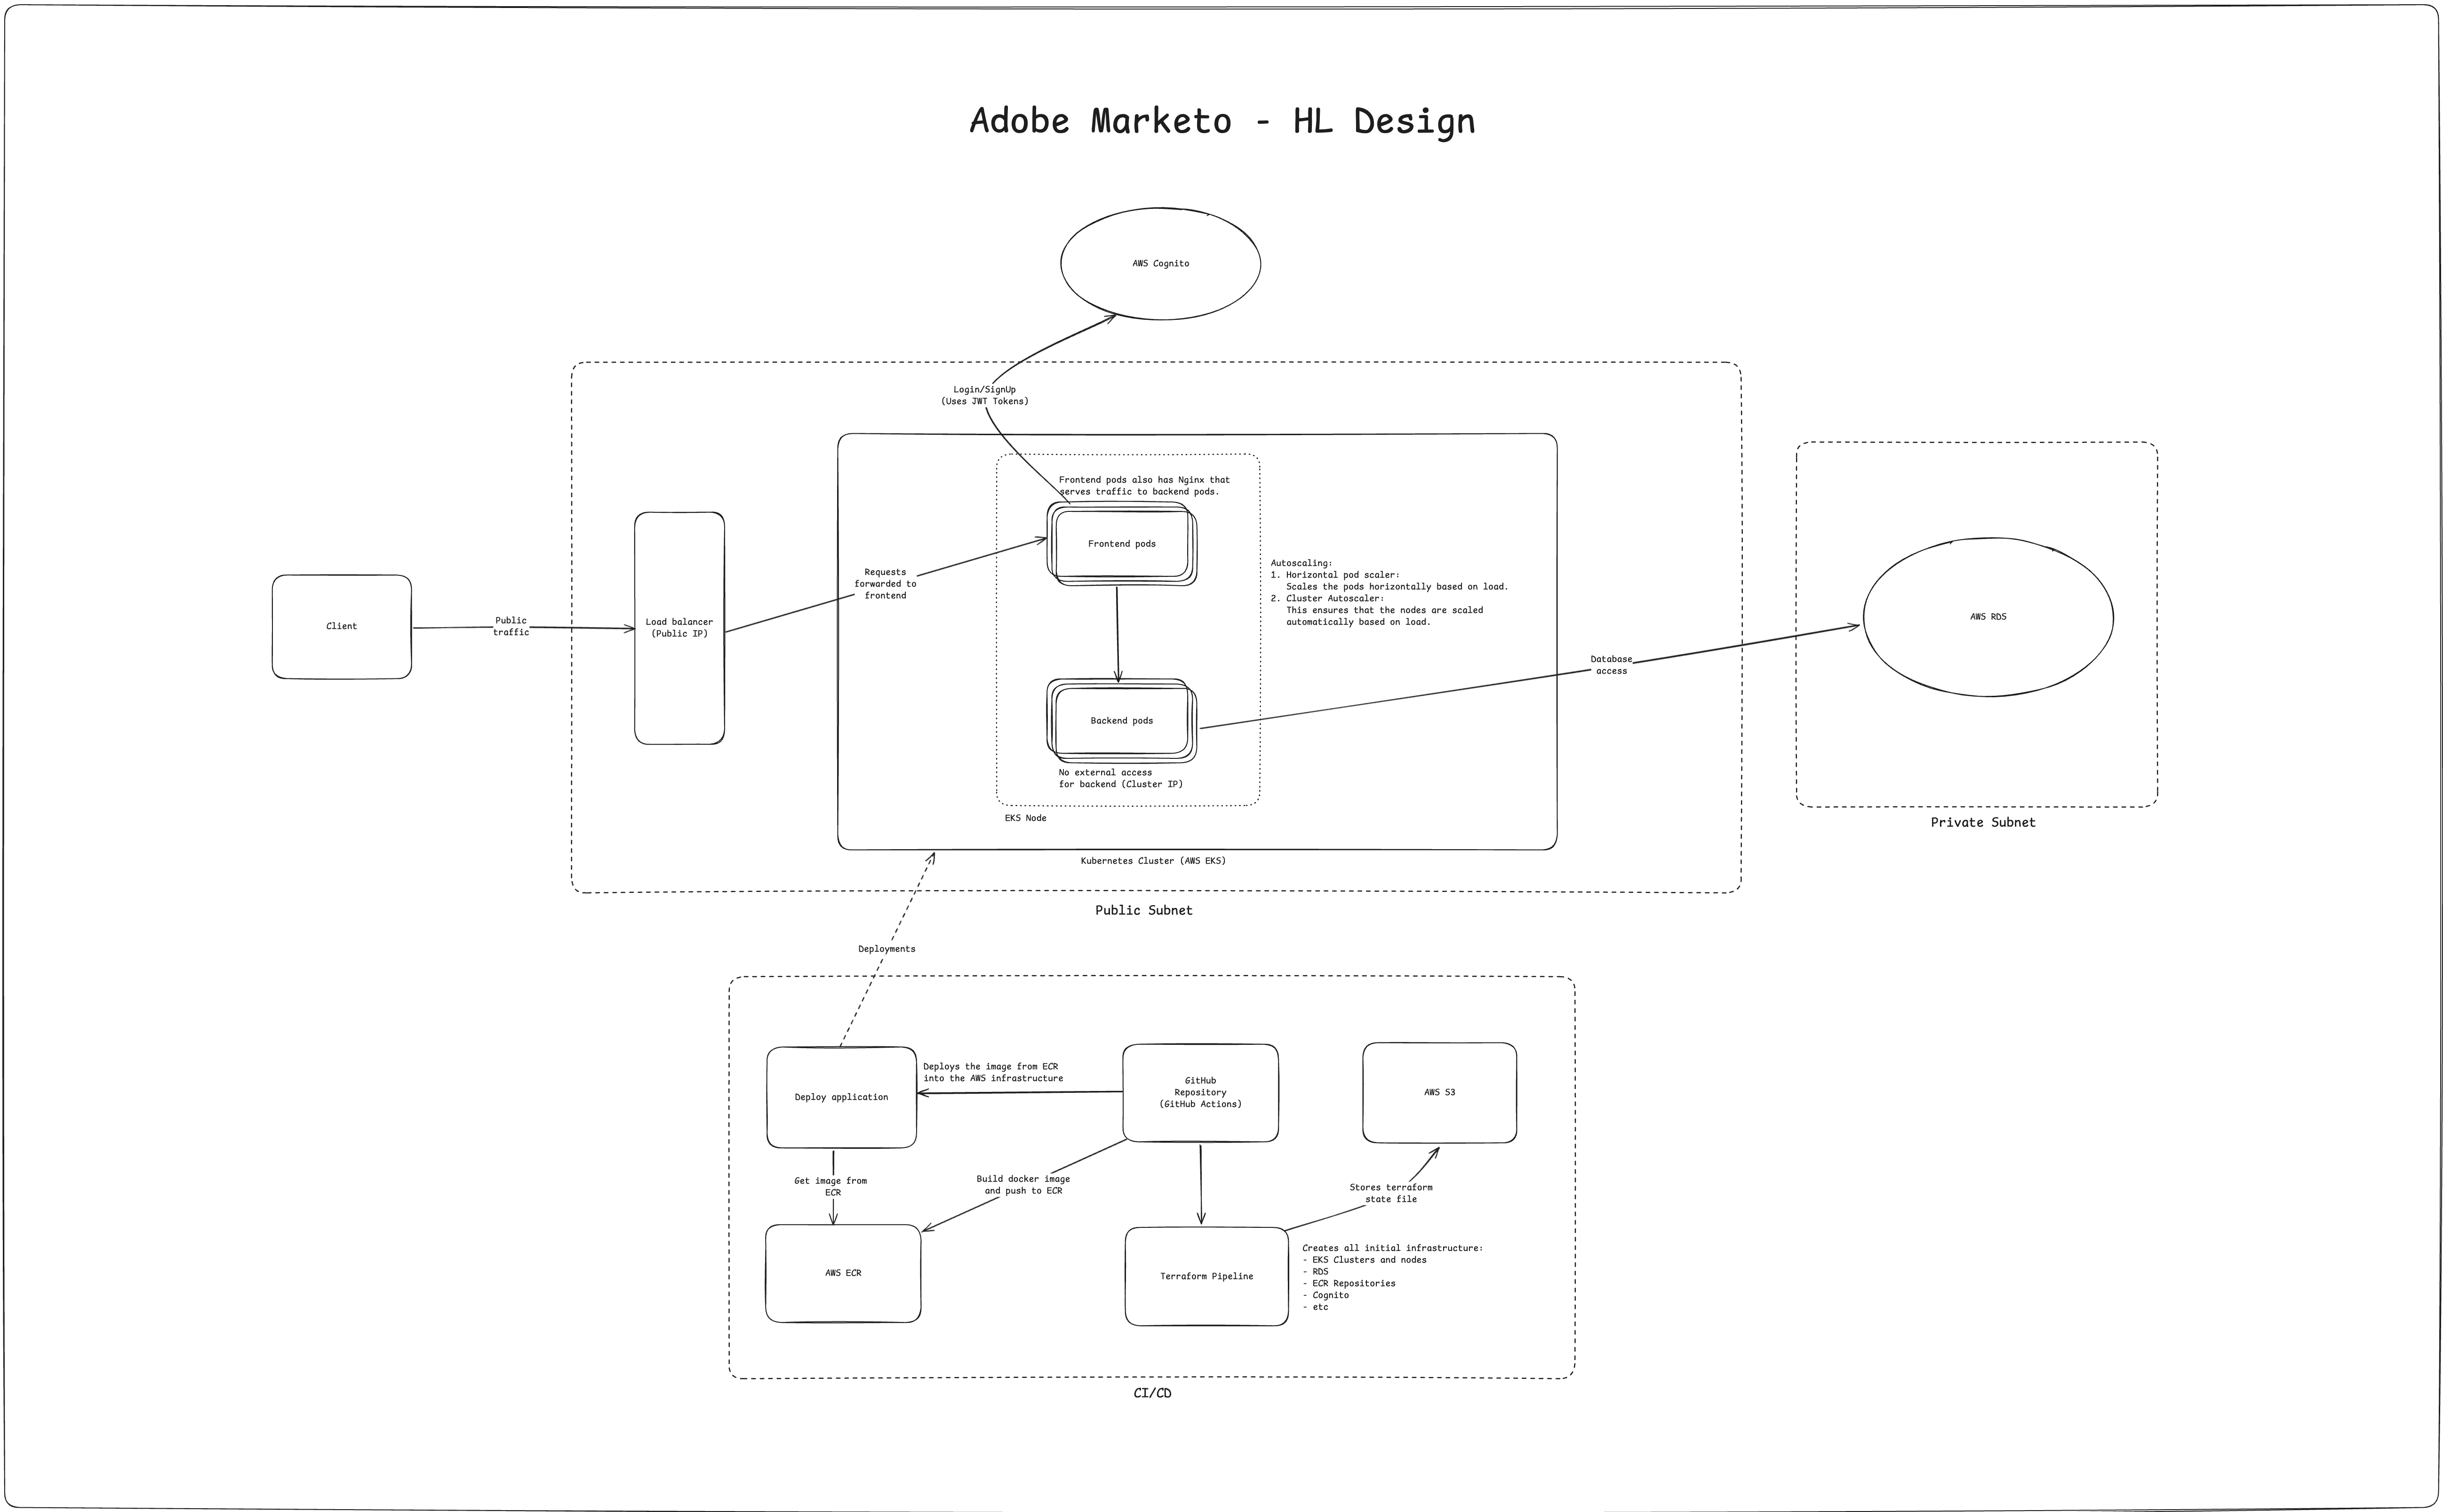 Adobe Marketo - HL Design
AWS Cognito
Login/SignUp
(Uses JWT Tokens)
Frontend pods also has Nginx that
serves traffic to backend pods.
Frontend pods
Requests
forwarded to
frontend
Autoscaling:
1. Horizontal pod scaler:
Scales the pods horizontally based on load.
2. Cluster Autoscaler:
This ensures that the nodes are scaled
automatically based on load.
Client
Public
traffic
Load balancer
(Public IP)
AWS RDS
Database
access
Backend pods
No external access
for backend (Cluster IP)
EKS Node
Private Subnet
Kubernetes Cluster (AWS EKS)
Public Subnet
Deployments
Deploy application
Deploys the image from ECR
into the AWS infrastructure
GitHub
Repository
(GitHub Actions)
AWS S3
Get image from
ECR
Build docker image
and push to ECR
Stores terraform
state file
AWS ECR
Terraform Pipeline
Creates all initial infrastructure:
- EKS Clusters and nodes
- RDS
- ECR Repositories
- Cognito
- etc
CI/CD